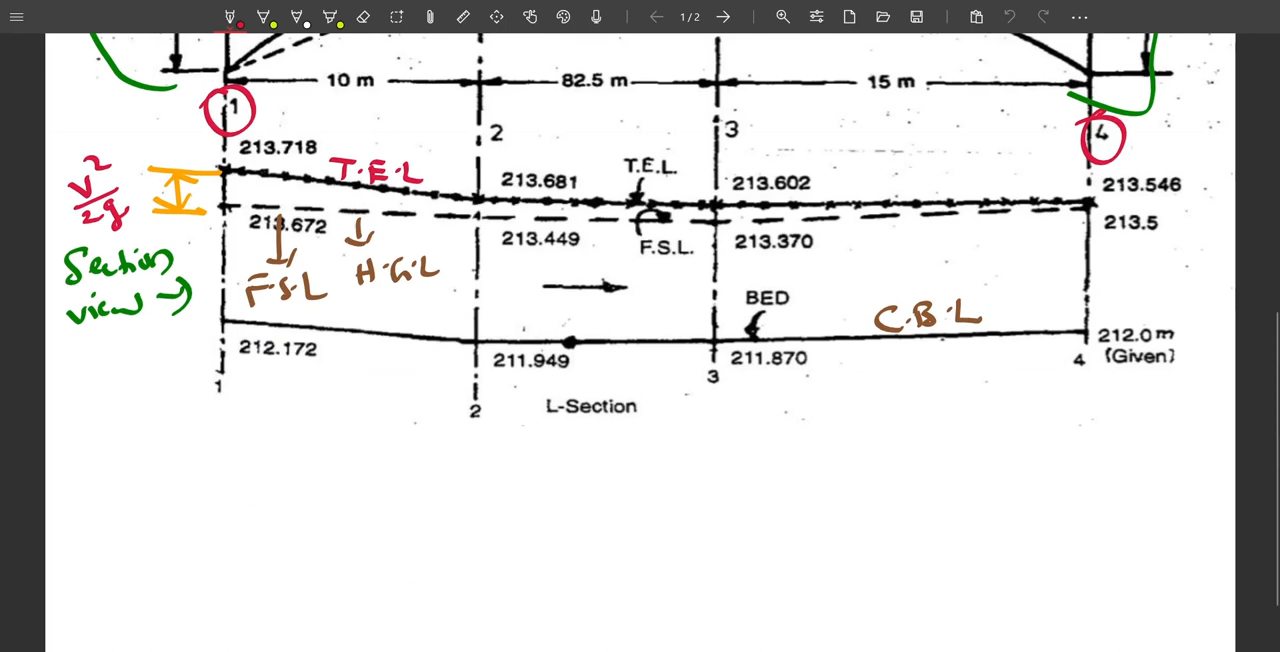 1 / 2
10 m
82.5 m
15 m
1
2
3
4
213.718
T.E.L
213.681
T.E.L.
213.602
213.546
V²/2g
213.672
213.449
F.S.L.
213.370
213.5
Section
view →
F.S.L
H.G.L
BED
C.B.L
212.172
211.949
211.870
212.0 m
(Given)
1
2
3
4
L-Section